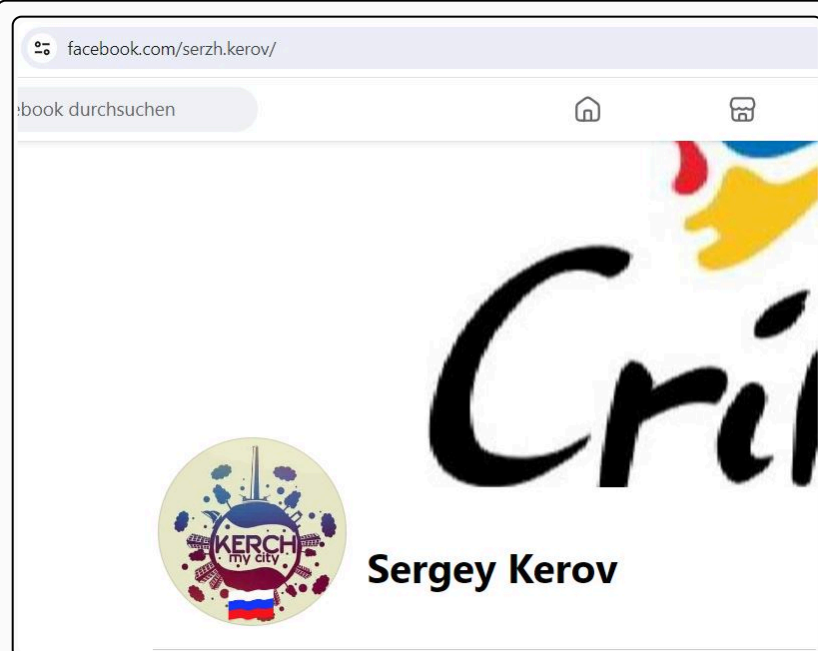 facebook.com/serzh.kerov/
ebook durchsuchen
Cri
KERCH
my city
Sergey Kerov